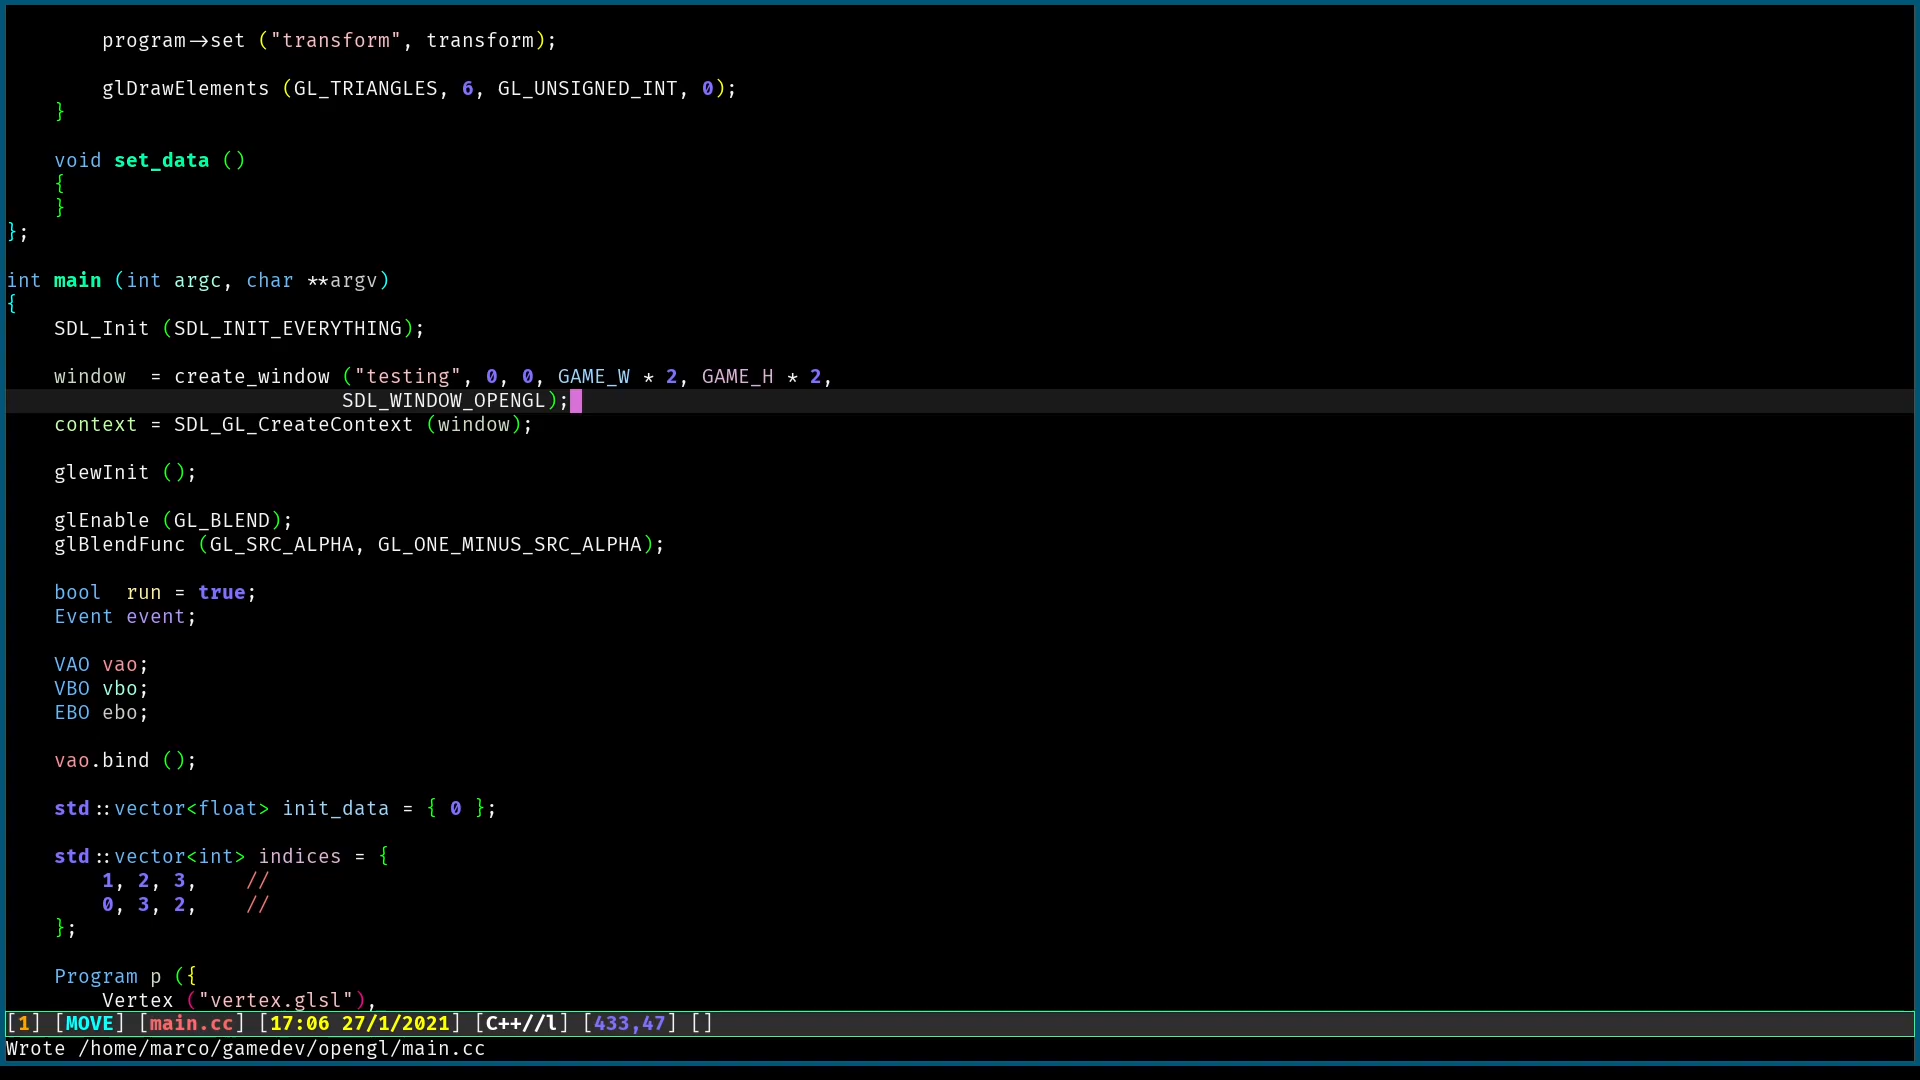 program->set ("transform", transform);

        glDrawElements (GL_TRIANGLES, 6, GL_UNSIGNED_INT, 0);
    }

    void set_data ()
    {
    }
};

int main (int argc, char **argv)
{
    SDL_Init (SDL_INIT_EVERYTHING);

    window  = create_window ("testing", 0, 0, GAME_W * 2, GAME_H * 2,
                            SDL_WINDOW_OPENGL);
    context = SDL_GL_CreateContext (window);

    glewInit ();

    glEnable (GL_BLEND);
    glBlendFunc (GL_SRC_ALPHA, GL_ONE_MINUS_SRC_ALPHA);

    bool  run = true;
    Event event;

    VAO vao;
    VBO vbo;
    EBO ebo;

    vao.bind ();

    std::vector<float> init_data = { 0 };

    std::vector<int> indices = {
        1, 2, 3,    //
        0, 3, 2,    //
    };

    Program p ({
        Vertex ("vertex.glsl"),
[1] [MOVE] [main.cc] [17:06 27/1/2021] [C++//l] [433,47] []
Wrote /home/marco/gamedev/opengl/main.cc